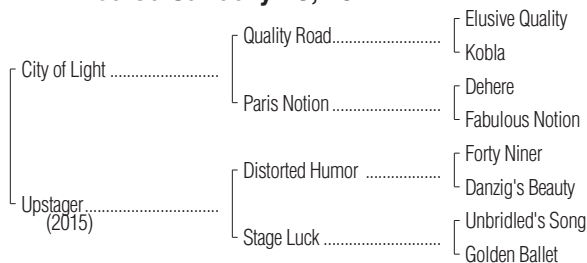 Elusive Quality
Quality Road
Kobla
City of Light
Dehere
Paris Notion
Fabulous Notion
Forty Niner
Distorted Humor
Danzig's Beauty
Upstager
(2015)
Unbridled's Song
Stage Luck
Golden Ballet